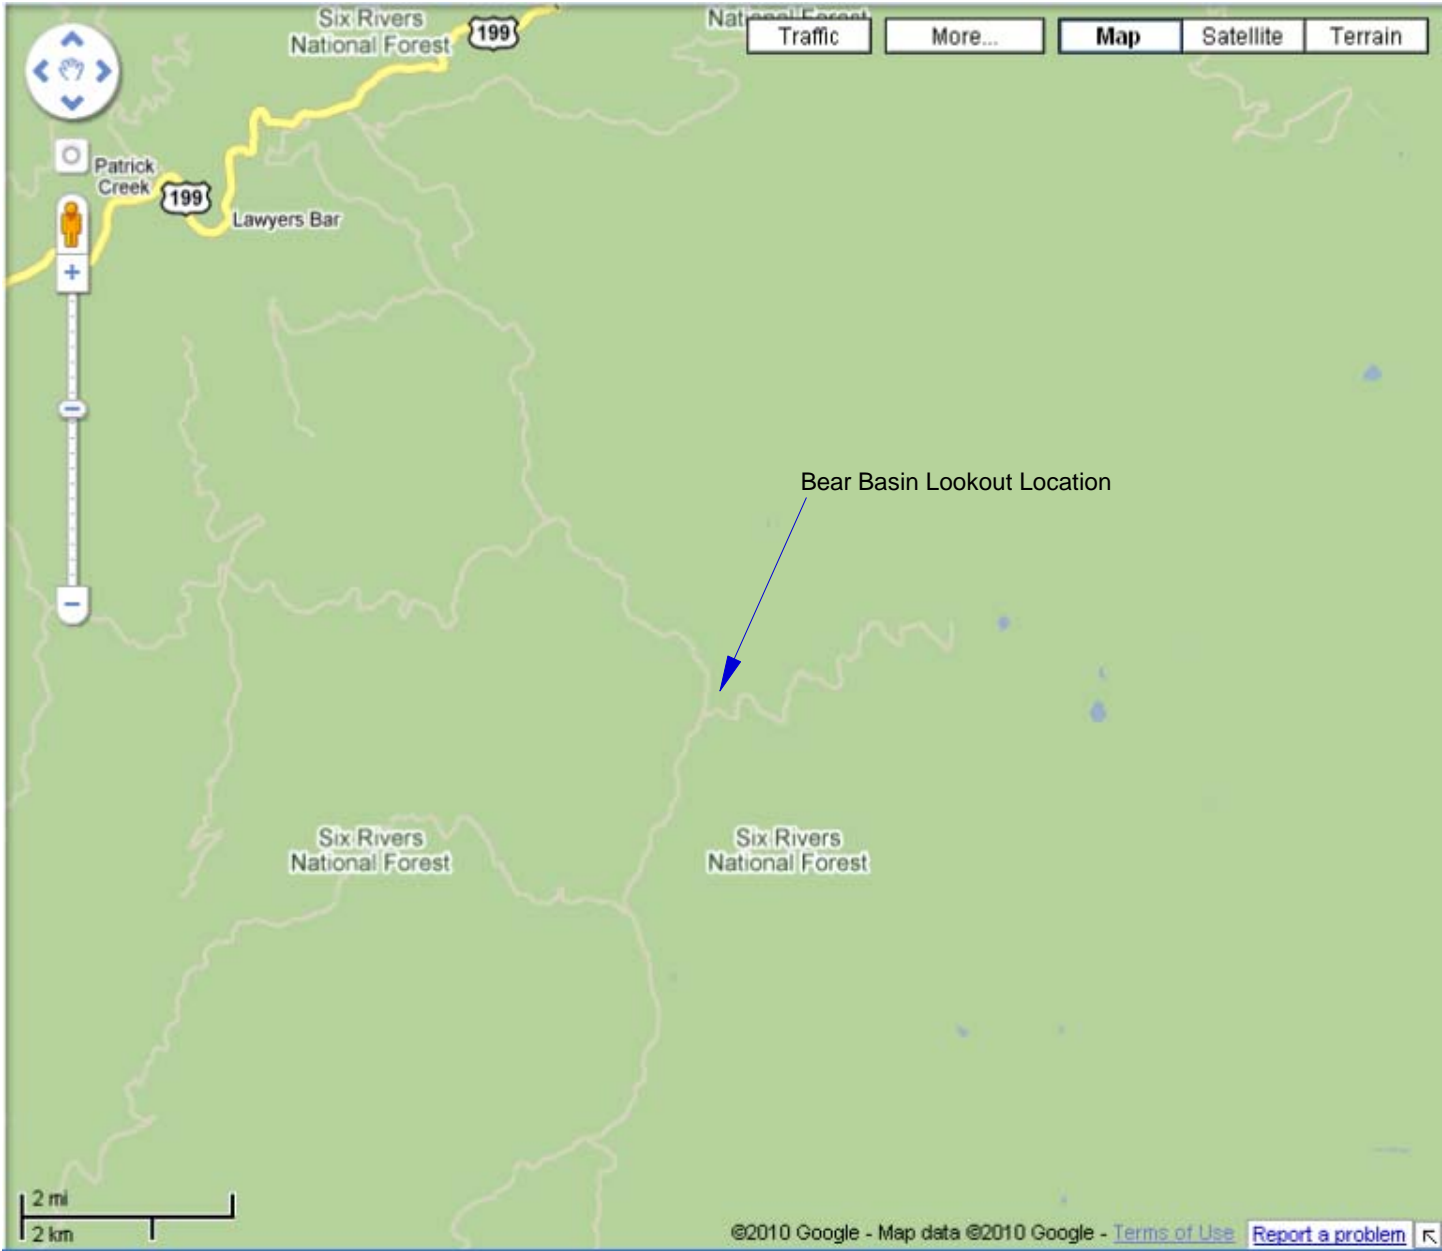 Six Rivers
National Forest
199
National Forest
Traffic
More...
Map
Satellite
Terrain
Patrick
Creek
199
Lawyers Bar
Bear Basin Lookout Location
Six Rivers
National Forest
Six Rivers
National Forest
2 mi
2 km
©2010 Google - Map data ©2010 Google - Terms of Use
Report a problem